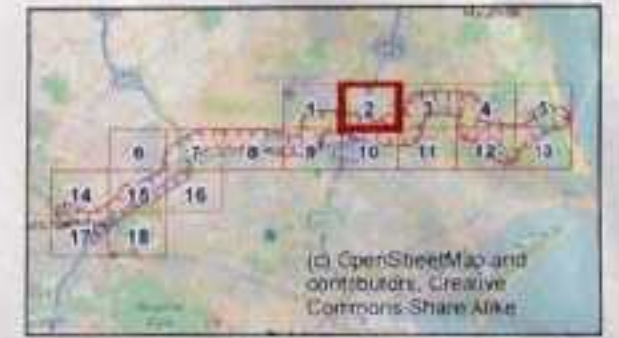 1 2 3 4 5
6 7 8 9 10 11 12 13
14 15 16
17 18
(c) OpenStreetMap and
contributors, Creative
Commons-Share Alike